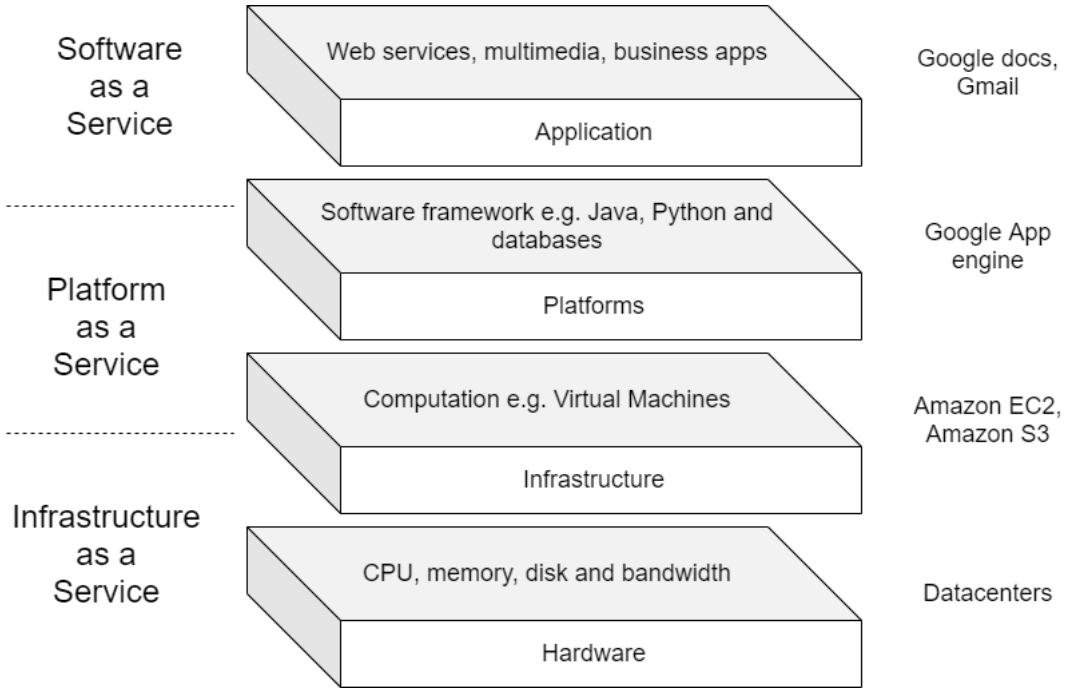 Software
as a
Service
Web services, multimedia, business apps
Application
Google docs,
Gmail
Platform
as a
Service
Software framework e.g. Java, Python and
databases
Platforms
Google App
engine
Computation e.g. Virtual Machines
Infrastructure
Amazon EC2,
Amazon S3
Infrastructure
as a
Service
CPU, memory, disk and bandwidth
Hardware
Datacenters